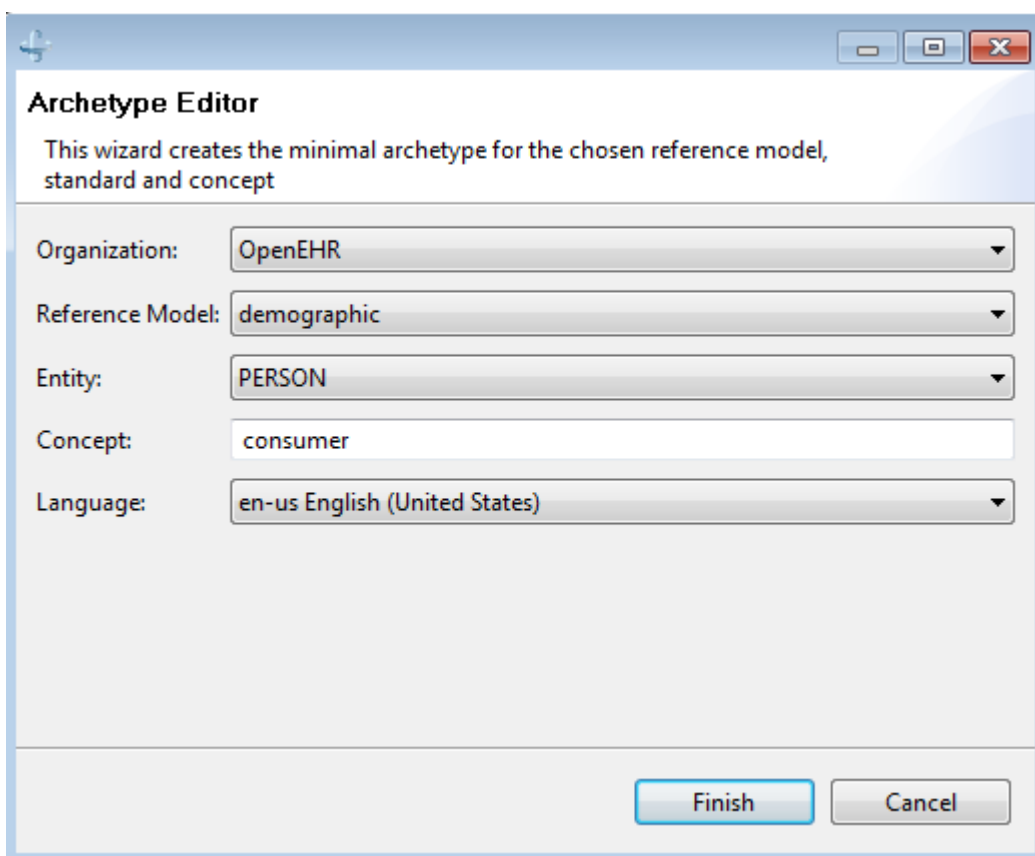 Archetype Editor
This wizard creates the minimal archetype for the chosen reference model,
standard and concept
Organization: OpenEHR
Reference Model: demographic
Entity: PERSON
Concept: consumer
Language: en-us English (United States)
Finish Cancel